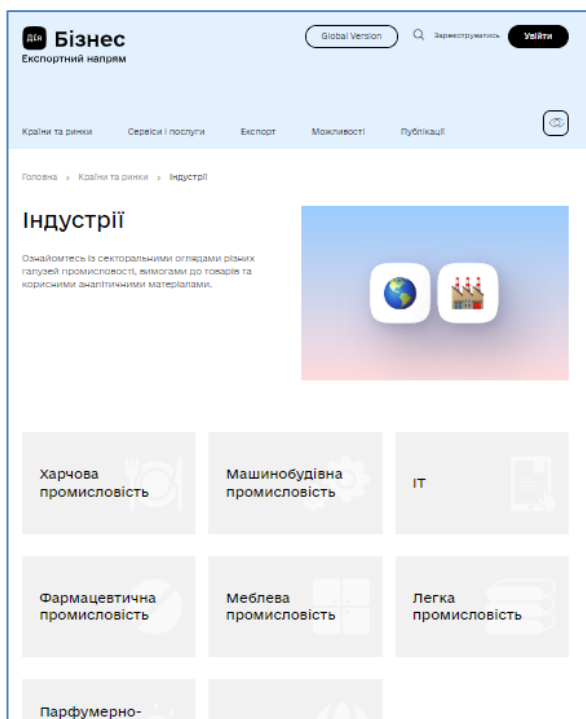 Дія Бізнес
Експортний напрям
Global Version
Зареєструватись
Увійти
Країни та ринки
Сервіси і послуги
Експорт
Можливості
Публікації
Головна > Країни та ринки > Індустрії
Індустрії
Ознайомтесь із секторальними оглядами різних
галузей промисловості, вимогами до товарів та
корисними аналітичними матеріалами.
Харчова
промисловість
Машинобудівна
промисловість
ІТ
Фармацевтична
промисловість
Меблева
промисловість
Легка
промисловість
Парфумерно-